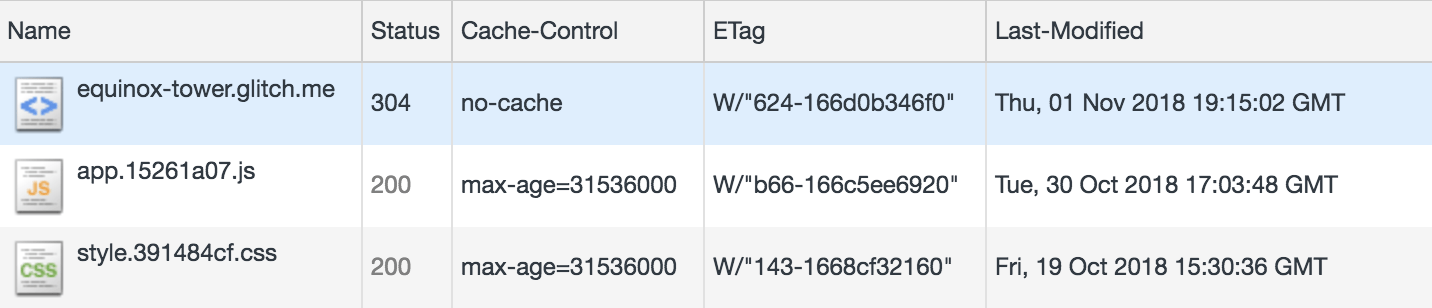 Name Status Cache-Control ETag Last-Modified
<> equinox-tower.glitch.me 304 no-cache W/"624-166d0b346f0" Thu, 01 Nov 2018 19:15:02 GMT
JS app.15261a07.js 200 max-age=31536000 W/"b66-166c5ee6920" Tue, 30 Oct 2018 17:03:48 GMT
CSS style.391484cf.css 200 max-age=31536000 W/"143-1668cf32160" Fri, 19 Oct 2018 15:30:36 GMT